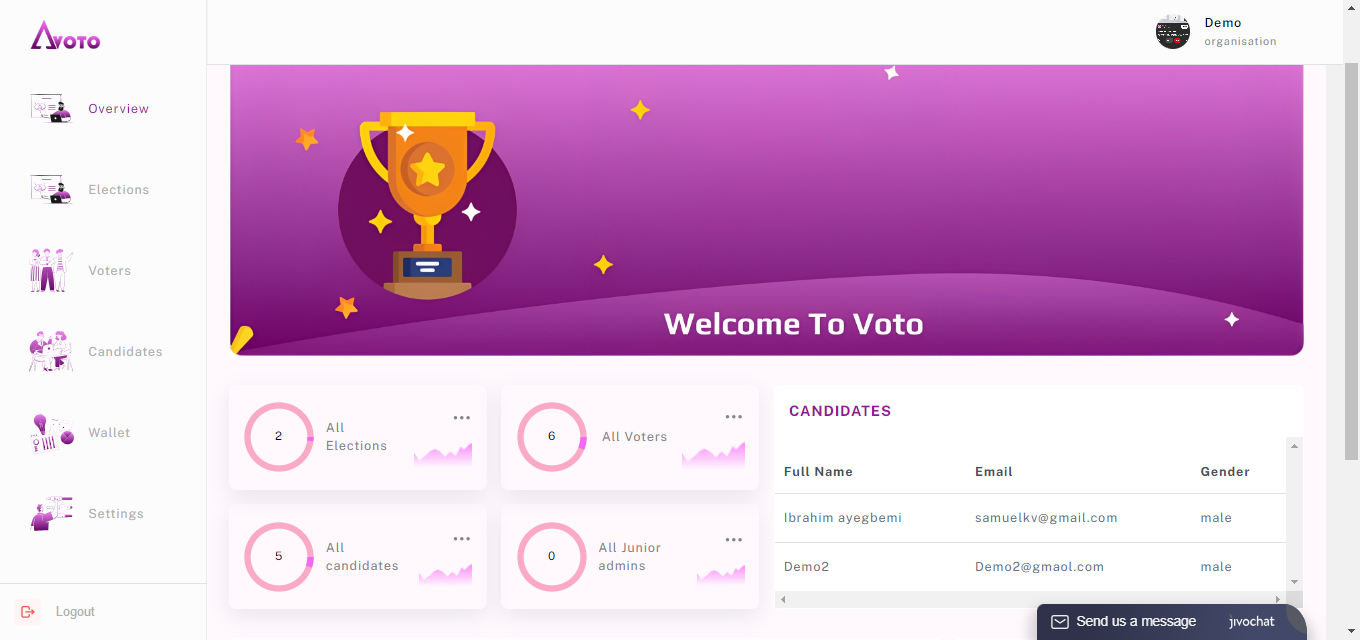 Avoto
Demo
organisation
Overview
Elections
Voters
Candidates
Wallet
Settings
Logout
Welcome To Voto
2
All
Elections
6
All Voters
5
All
candidates
0
All Junior
admins
CANDIDATES
Full Name Email Gender
Ibrahim ayegbemi samuelkv@gmail.com male
Demo2 Demo2@gmaol.com male
Send us a message jivochat